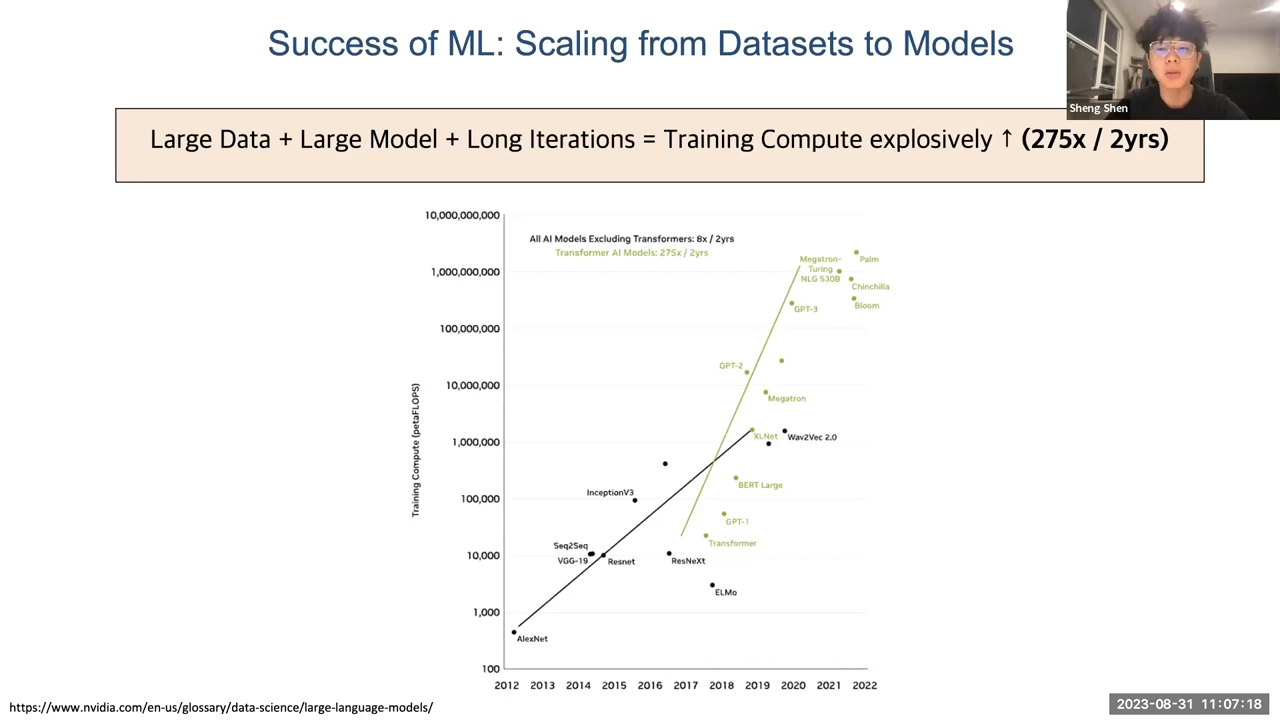 Success of ML: Scaling from Datasets to Models
Sheng Shen
Large Data + Large Model + Long Iterations = Training Compute explosively ↑ (275x / 2yrs)
10,000,000,000
All AI Models Excluding Transformers: 8x / 2yrs
Transformer AI Models: 275x / 2yrs
Megatron-
Turing
NLG 530B
Palm
1,000,000,000
Chinchilla
Bloom
GPT-3
100,000,000
GPT-2
10,000,000
Megatron
XLNet
Wav2Vec 2.0
1,000,000
BERT Large
InceptionV3
100,000
GPT-1
Transformer
Seq2Seq
VGG-19
Resnet
ResNeXt
10,000
ELMo
1,000
AlexNet
100
Training Compute (petaFLOPS)
2012 2013 2014 2015 2016 2017 2018 2019 2020 2021 2022
https://www.nvidia.com/en-us/glossary/data-science/large-language-models/
2023-08-31 11:07:18